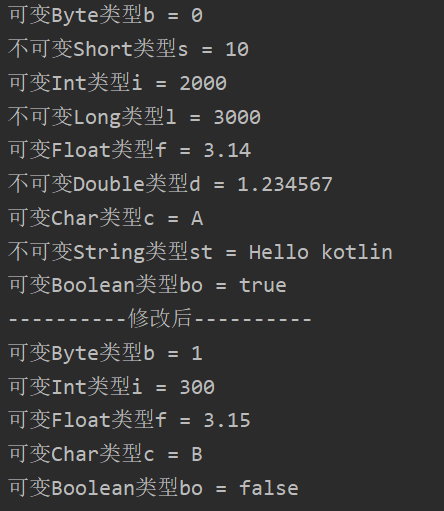 可变Byte类型b = 0
不可变Short类型s = 10
可变Int类型i = 2000
不可变Long类型l = 3000
可变Float类型f = 3.14
不可变Double类型d = 1.234567
可变Char类型c = A
不可变String类型st = Hello kotlin
可变Boolean类型bo = true
----------修改后----------
可变Byte类型b = 1
可变Int类型i = 300
可变Float类型f = 3.15
可变Char类型c = B
可变Boolean类型bo = false